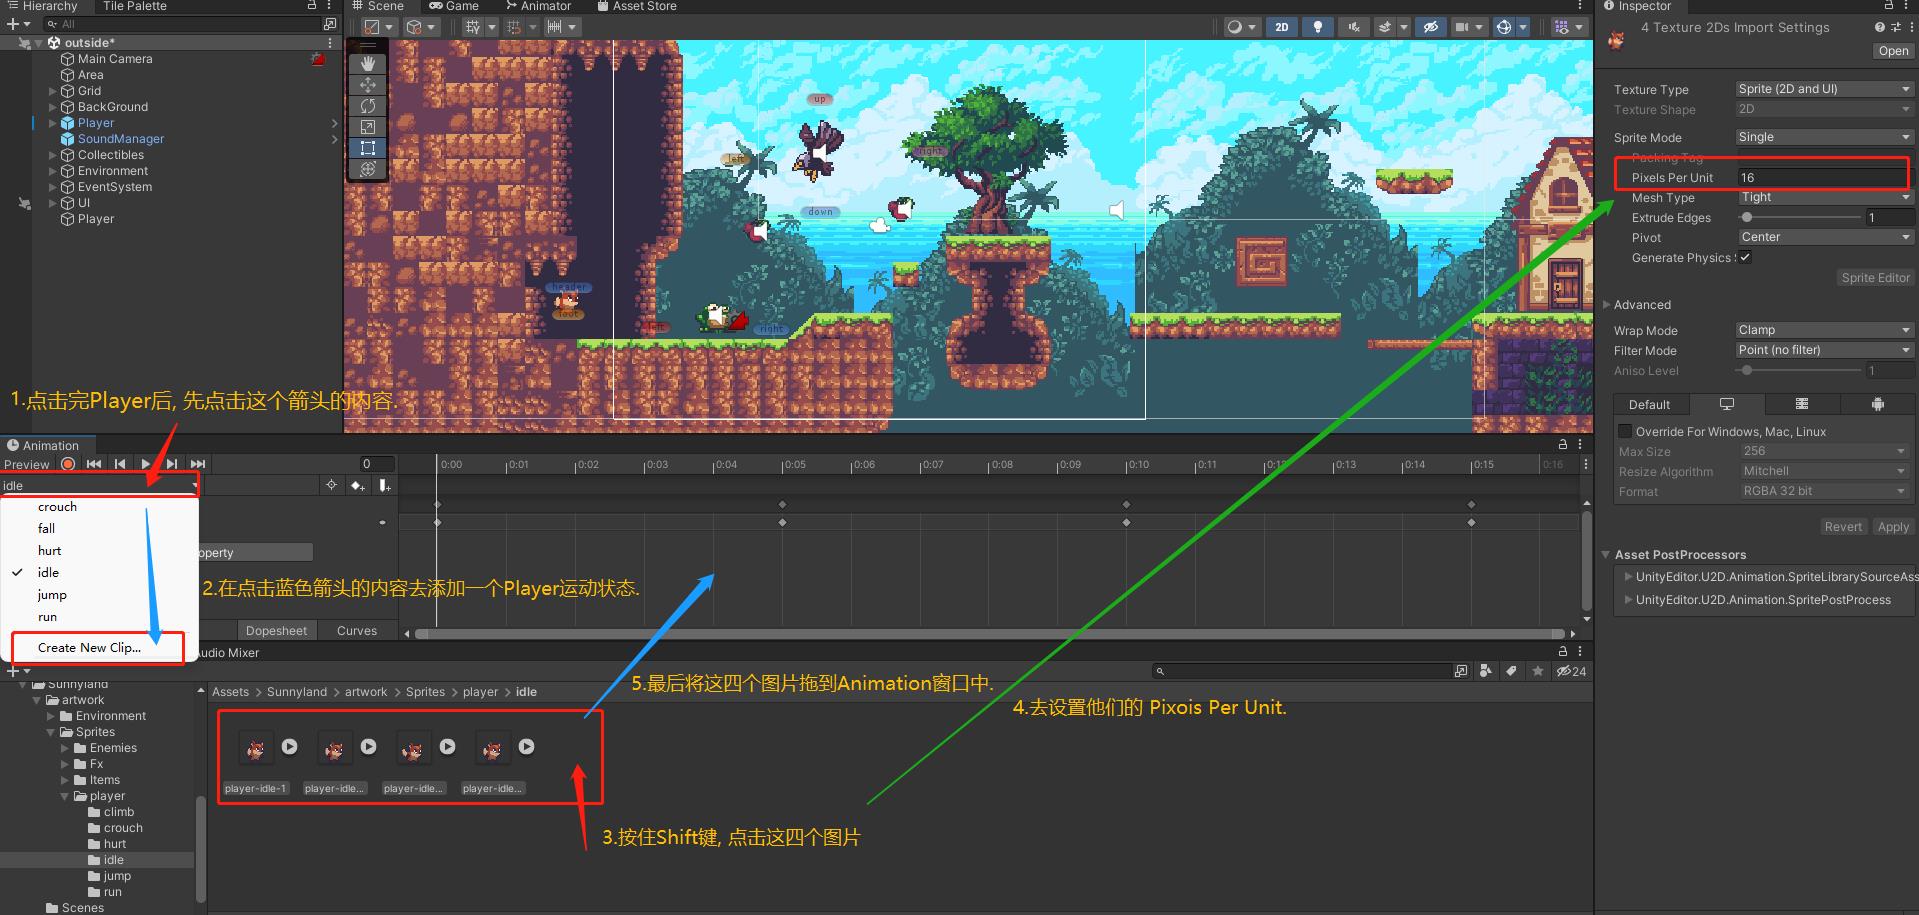 Hierarchy
Tile Palette
Scene
Game
Animator
Asset Store
Inspector
All
2D
4 Texture 2Ds Import Settings
Open
outside*
Main Camera
Area
Grid
BackGround
Player
SoundManager
Collectibles
Environment
EventSystem
UI
Player
up
left
right
down
header
foot
left
right
Texture Type
Sprite (2D and UI)
Texture Shape
2D
Sprite Mode
Single
Packing Tag
Pixels Per Unit
16
Mesh Type
Tight
Extrude Edges
1
Pivot
Center
Generate Physics
Sprite Editor
Advanced
Wrap Mode
Clamp
Filter Mode
Point (no filter)
Aniso Level
1
Default
Override For Windows, Mac, Linux
Max Size
256
Resize Algorithm
Mitchell
Format
RGBA 32 bit
Revert
Apply
Asset PostProcessors
UnityEditor.U2D.Animation.SpriteLibrarySourceAss
UnityEditor.U2D.Animation.SpritePostProcess
1.点击完Player后, 先点击这个箭头的内容.
Animation
Preview
0
0:00
0:01
0:02
0:03
0:04
0:05
0:06
0:07
0:08
0:09
0:10
0:11
0:12
0:13
0:14
0:15
0:16
idle
crouch
fall
hurt
idle
jump
run
Create New Clip...
operty
2.在点击蓝色箭头的内容去添加一个Player运动状态.
Dopesheet
Curves
udio Mixer
24
Sunnyland
artwork
Environment
Sprites
Enemies
Fx
Items
player
climb
crouch
hurt
idle
jump
run
Scenes
Assets > Sunnyland > artwork > Sprites > player > idle
5.最后将这四个图片拖到Animation窗口中.
4.去设置他们的 Pixois Per Unit.
player-idle-1
player-idle...
player-idle...
player-idle...
3.按住Shift键, 点击这四个图片